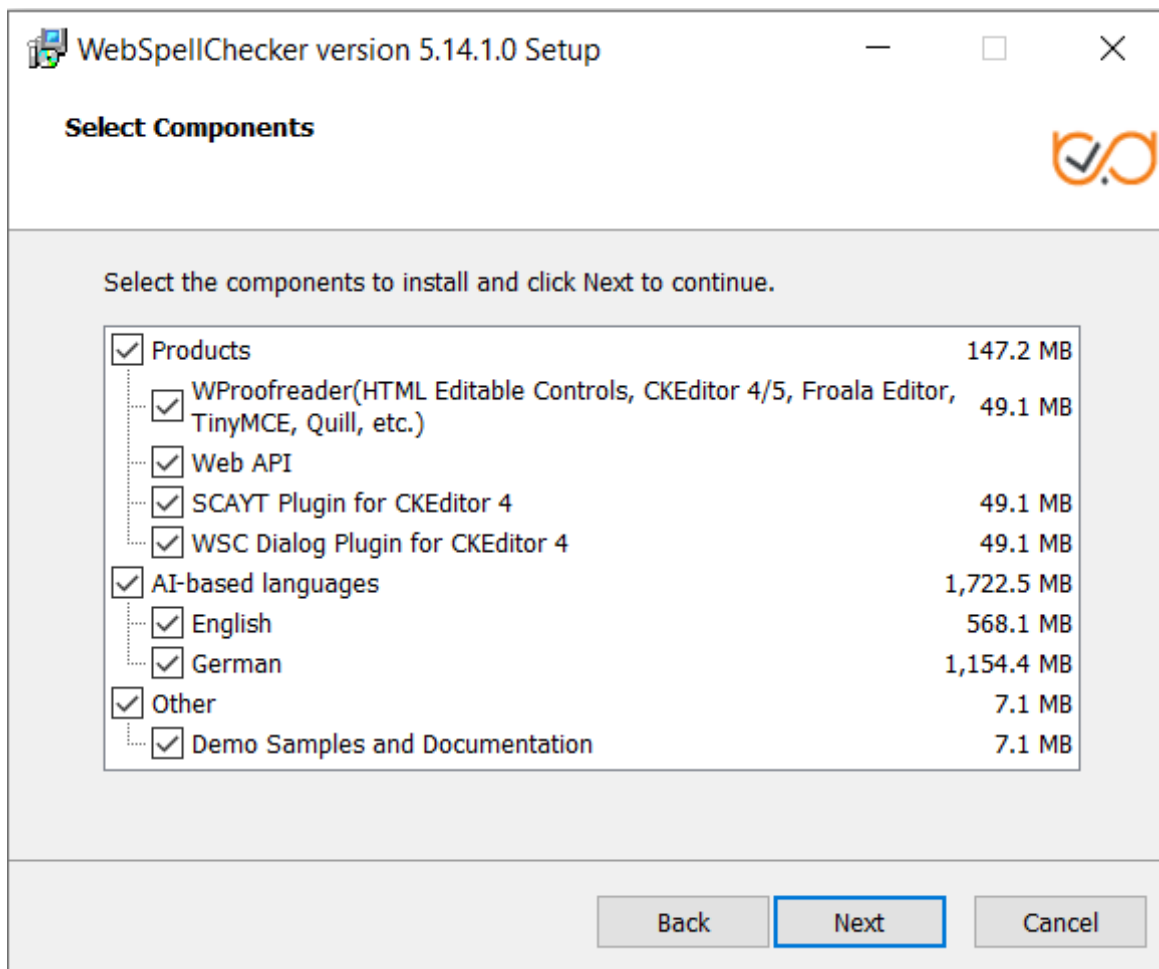 WebSpellChecker version 5.14.1.0 Setup
Select Components
Select the components to install and click Next to continue.
Products 147.2 MB
WProofreader(HTML Editable Controls, CKEditor 4/5, Froala Editor,
TinyMCE, Quill, etc.) 49.1 MB
Web API
SCAYT Plugin for CKEditor 4 49.1 MB
WSC Dialog Plugin for CKEditor 4 49.1 MB
AI-based languages 1,722.5 MB
English 568.1 MB
German 1,154.4 MB
Other 7.1 MB
Demo Samples and Documentation 7.1 MB
Back Next Cancel